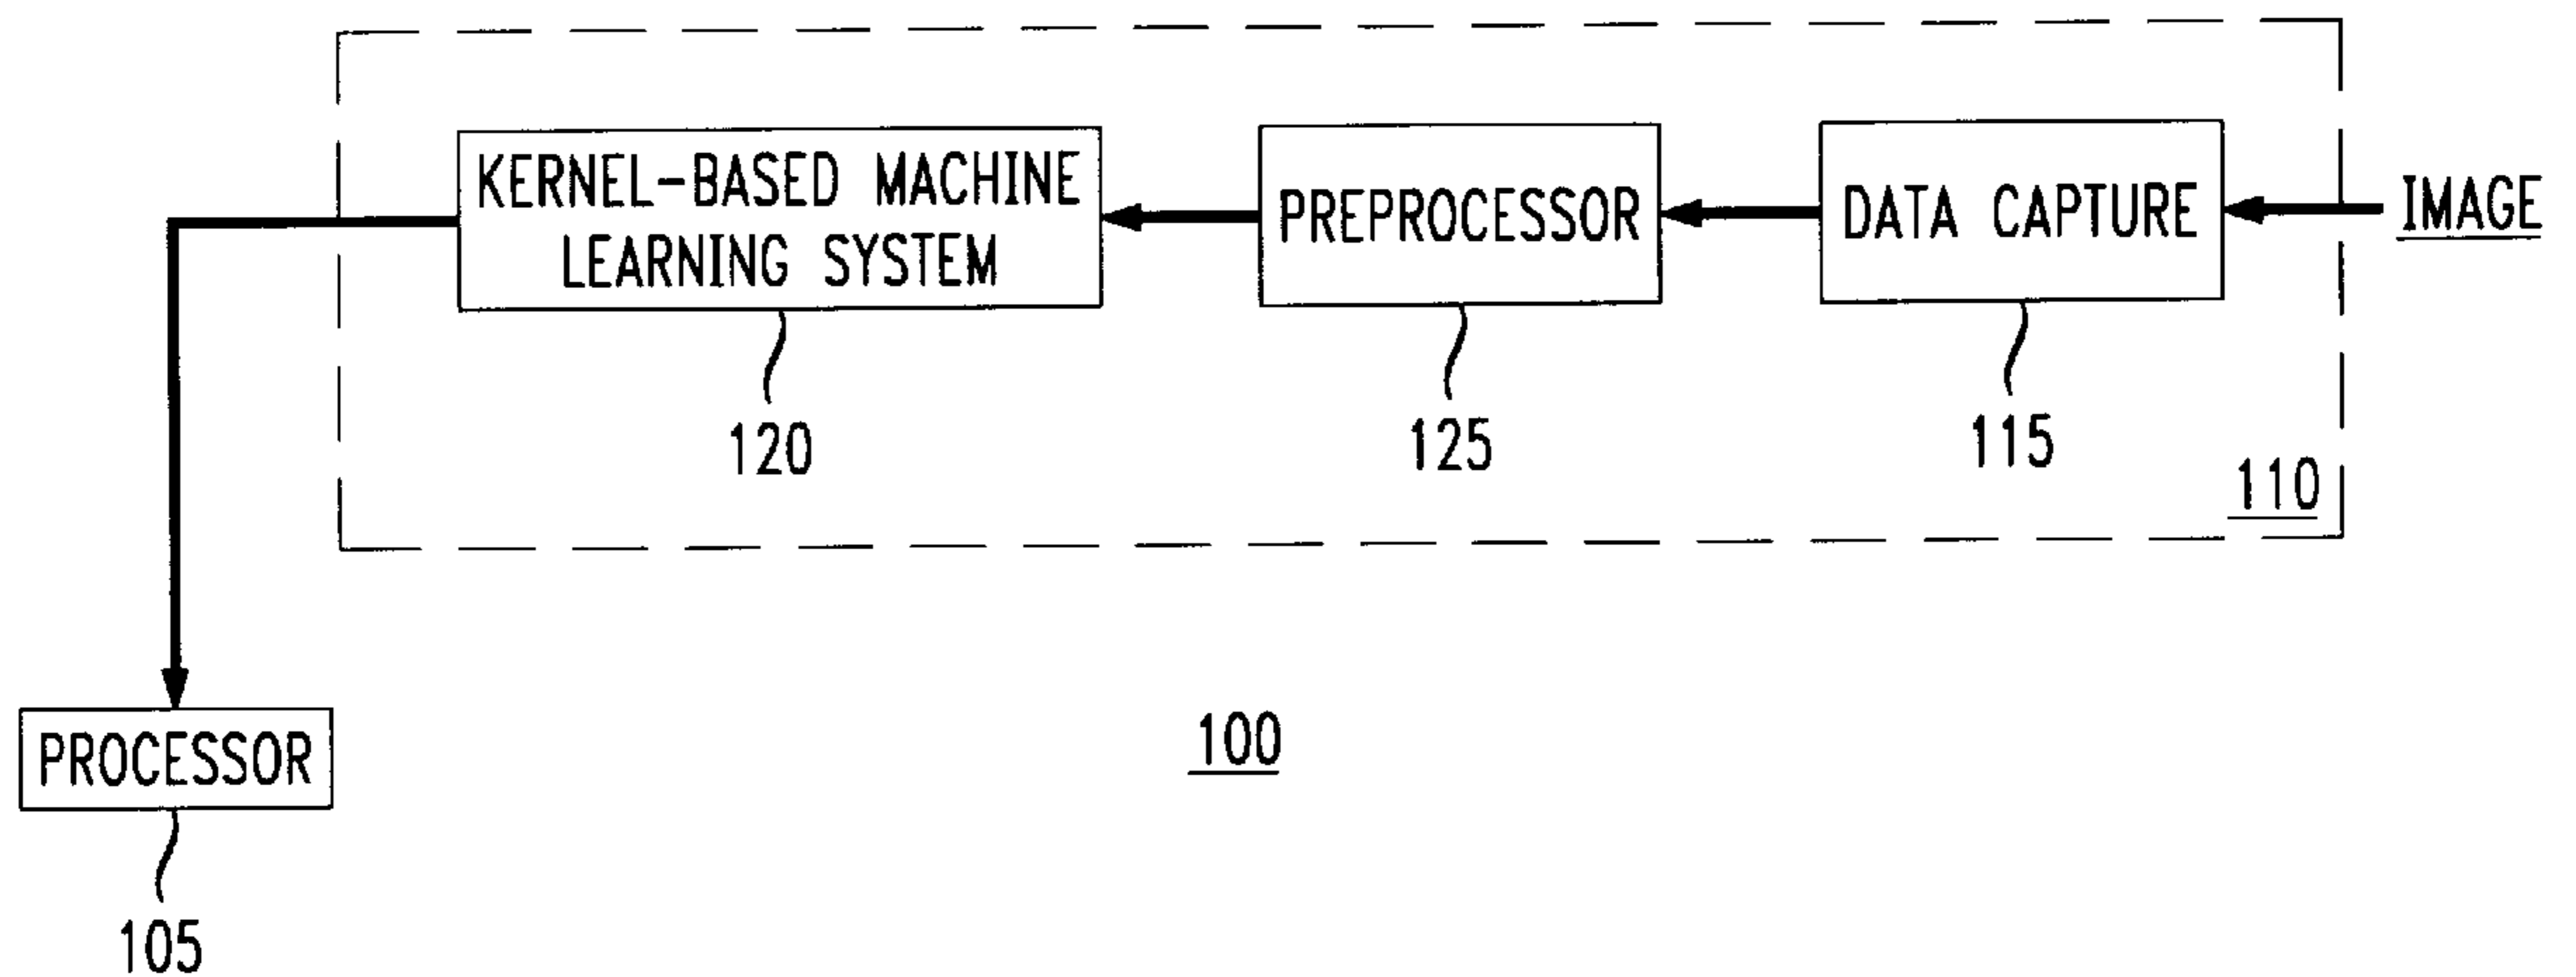 KERNEL-BASED MACHINE
LEARNING SYSTEM
PREPROCESSOR
DATA CAPTURE
IMAGE
120
125
115
110
PROCESSOR
100
105